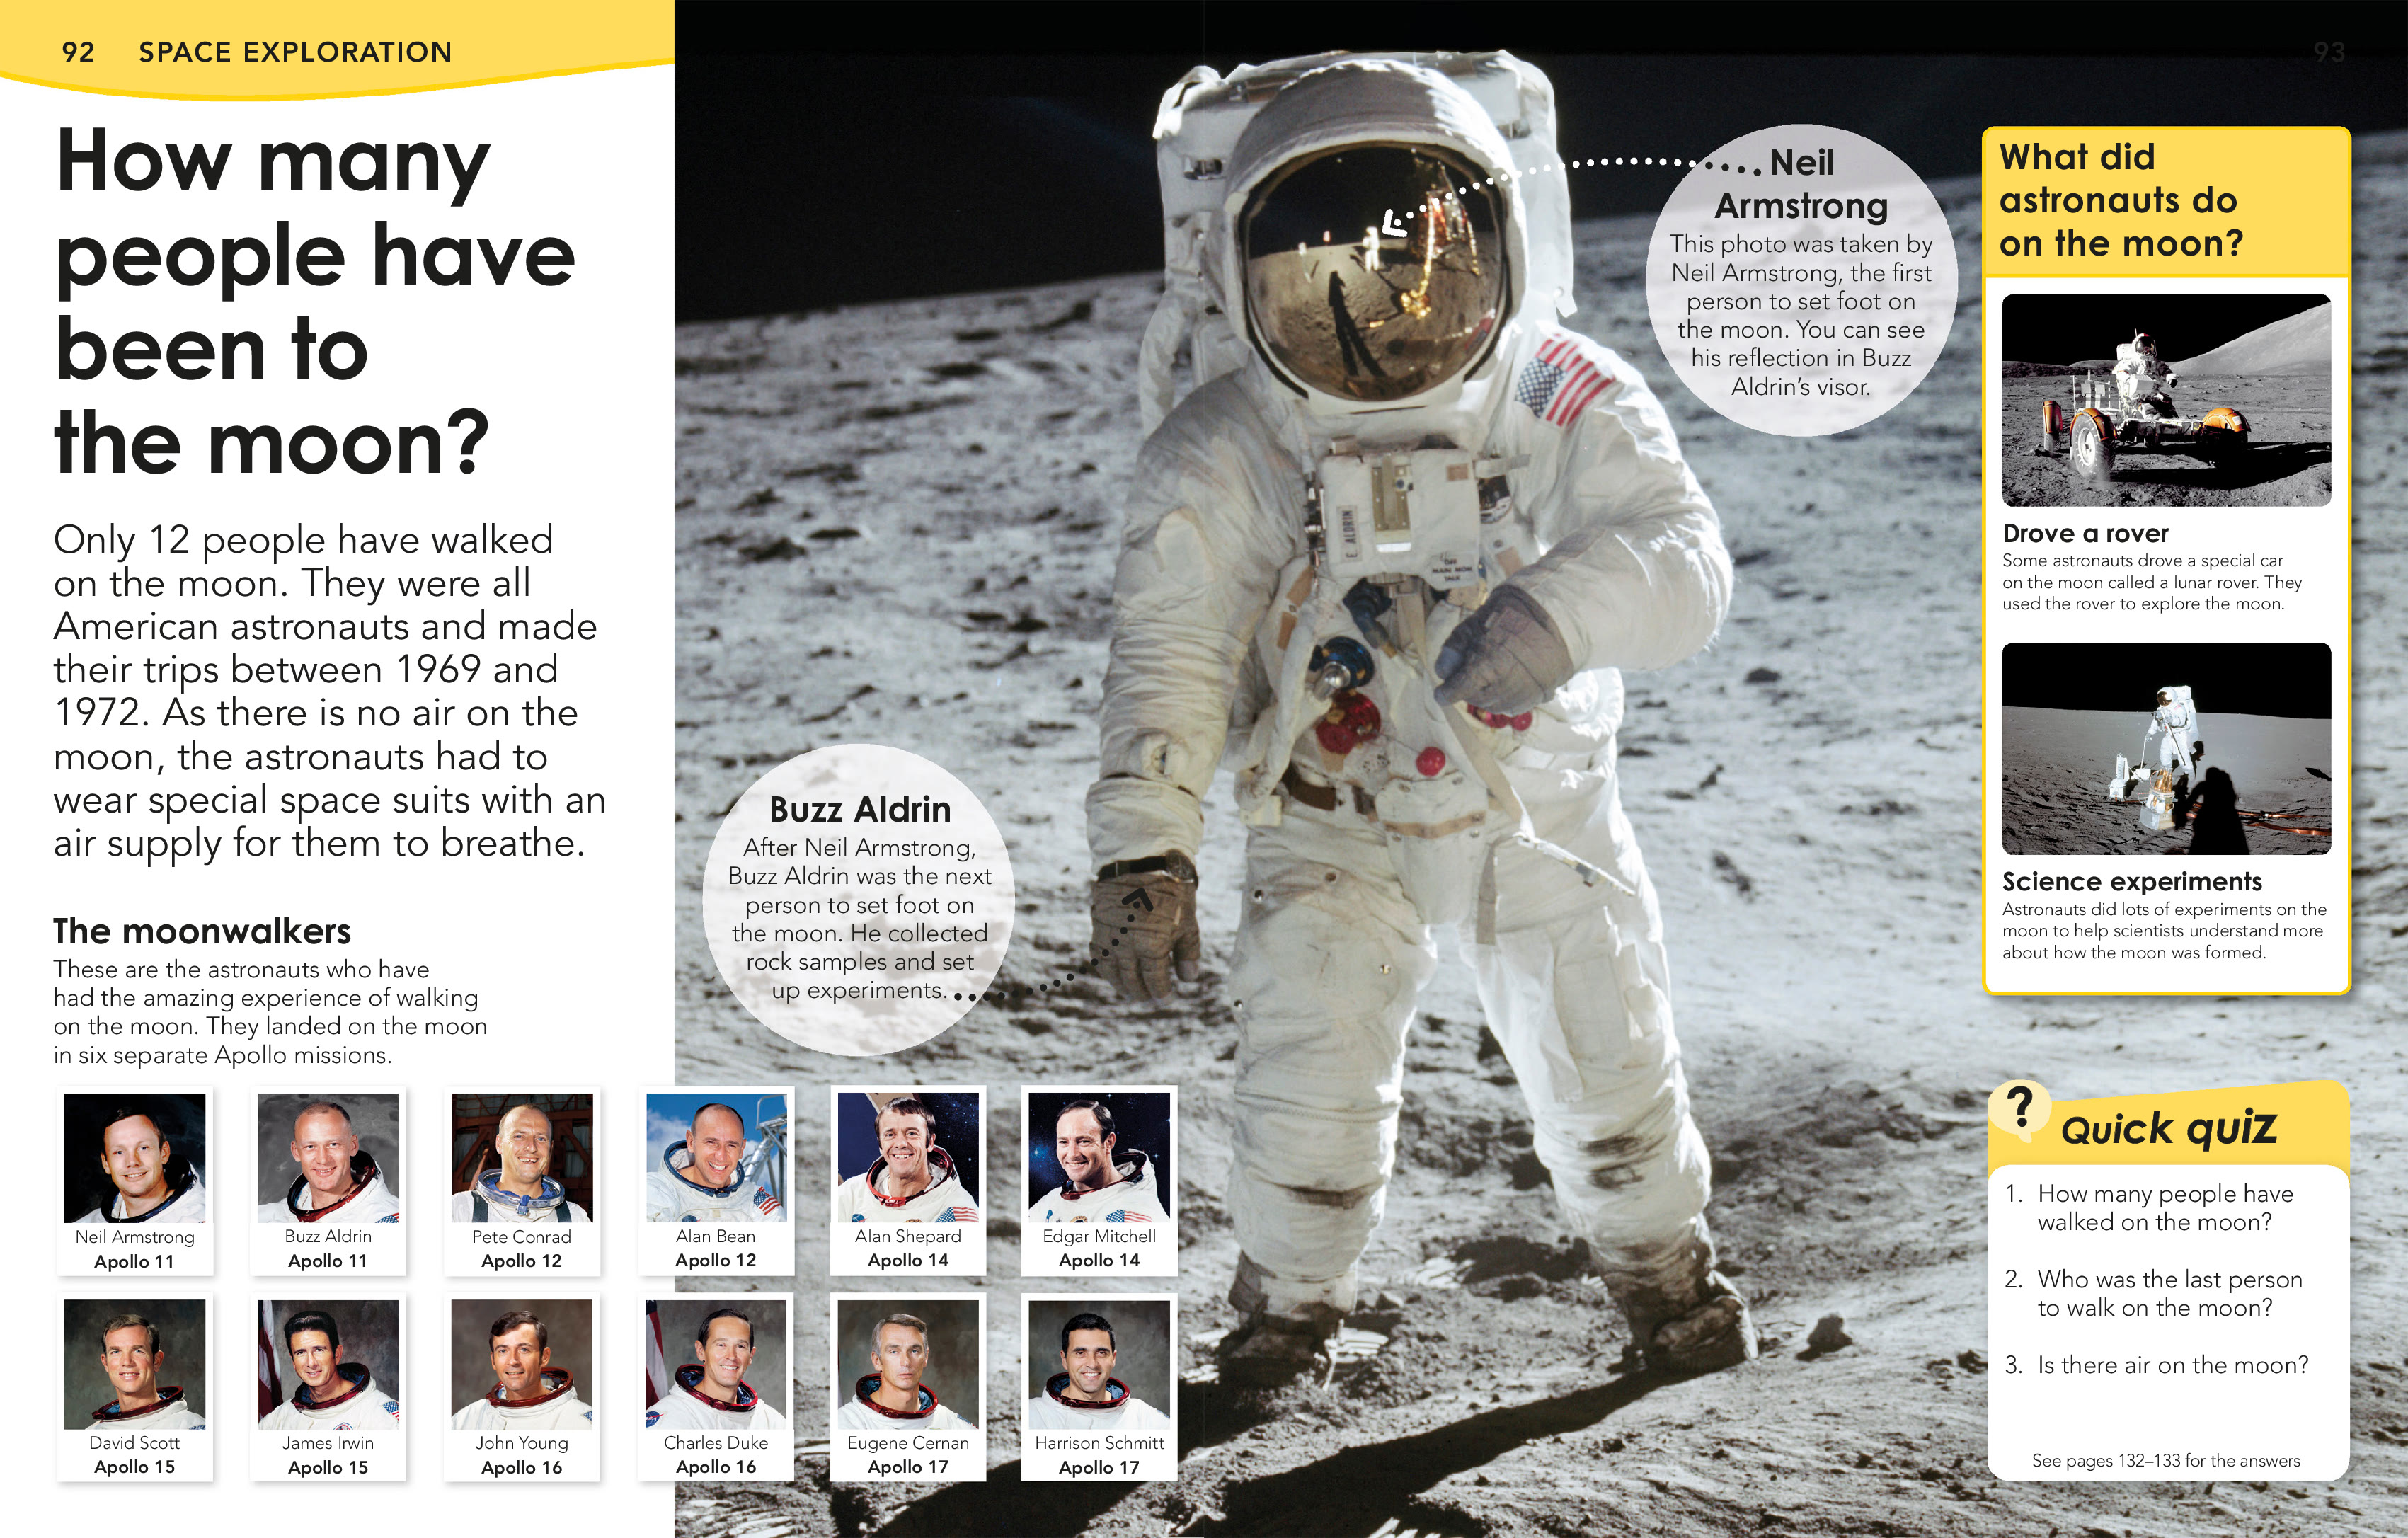 92 SPACE EXPLORATION
93
How many
people have
been to
the moon?
Only 12 people have walked
on the moon. They were all
American astronauts and made
their trips between 1969 and
1972. As there is no air on the
moon, the astronauts had to
wear special space suits with an
air supply for them to breathe.
The moonwalkers
These are the astronauts who have
had the amazing experience of walking
on the moon. They landed on the moon
in six separate Apollo missions.
Neil Armstrong
Apollo 11
Buzz Aldrin
Apollo 11
Pete Conrad
Apollo 12
Alan Bean
Apollo 12
Alan Shepard
Apollo 14
Edgar Mitchell
Apollo 14
David Scott
Apollo 15
James Irwin
Apollo 15
John Young
Apollo 16
Charles Duke
Apollo 16
Eugene Cernan
Apollo 17
Harrison Schmitt
Apollo 17
Buzz Aldrin
After Neil Armstrong,
Buzz Aldrin was the next
person to set foot on
the moon. He collected
rock samples and set
up experiments.
E. ALDRIN
Neil
Armstrong
This photo was taken by
Neil Armstrong, the first
person to set foot on
the moon. You can see
his reflection in Buzz
Aldrin’s visor.
What did
astronauts do
on the moon?
Drove a rover
Some astronauts drove a special car
on the moon called a lunar rover. They
used the rover to explore the moon.
Science experiments
Astronauts did lots of experiments on the
moon to help scientists understand more
about how the moon was formed.
?
Quick quiz
1. How many people have
walked on the moon?
2. Who was the last person
to walk on the moon?
3. Is there air on the moon?
See pages 132–133 for the answers